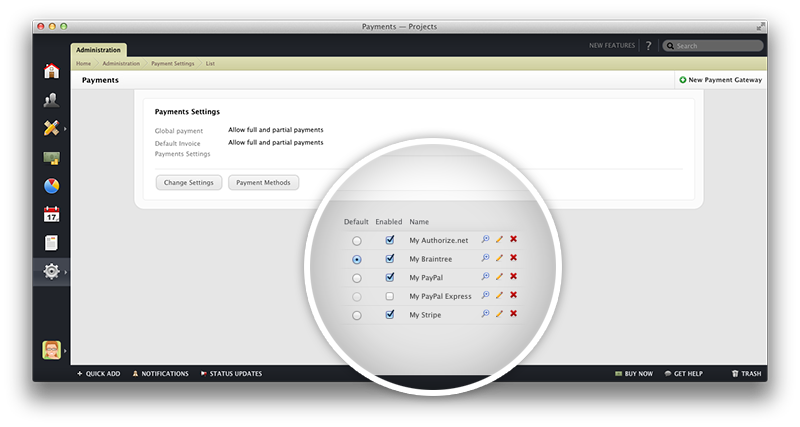 Payments — Projects
Administration
NEW FEATURES ? Search
Home Administration Payment Settings List
Payments New Payment Gateway
Payments Settings
Global payment Allow full and partial payments
Default Invoice Allow full and partial payments
Payments Settings
Change Settings Payment Methods
Default Enabled Name
My Authorize.net
My Braintree
My PayPal
My PayPal Express
My Stripe
17
+ QUICK ADD NOTIFICATIONS STATUS UPDATES BUY NOW GET HELP TRASH